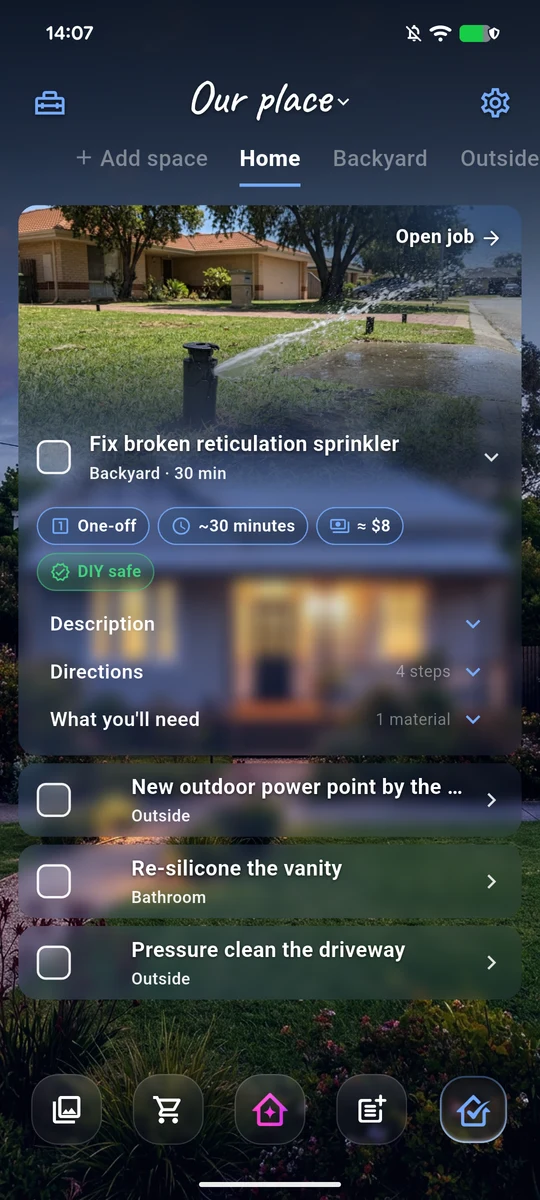 14:07
Our place
+ Add space
Home
Backyard
Outside
Open job →
Fix broken reticulation sprinkler
Backyard · 30 min
1 One-off
~30 minutes
≈ $8
DIY safe
Description
Directions
4 steps
What you'll need
1 material
New outdoor power point by the ...
Outside
Re-silicone the vanity
Bathroom
Pressure clean the driveway
Outside